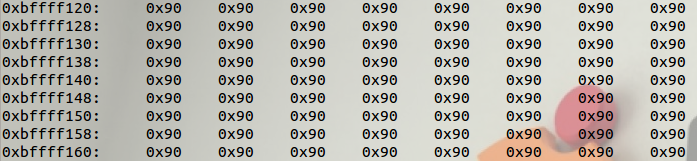 0xbffff120: 0x90 0x90 0x90 0x90 0x90 0x90 0x90 0x90
0xbffff128: 0x90 0x90 0x90 0x90 0x90 0x90 0x90 0x90
0xbffff130: 0x90 0x90 0x90 0x90 0x90 0x90 0x90 0x90
0xbffff138: 0x90 0x90 0x90 0x90 0x90 0x90 0x90 0x90
0xbffff140: 0x90 0x90 0x90 0x90 0x90 0x90 0x90 0x90
0xbffff148: 0x90 0x90 0x90 0x90 0x90 0x90 0x90 0x90
0xbffff150: 0x90 0x90 0x90 0x90 0x90 0x90 0x90 0x90
0xbffff158: 0x90 0x90 0x90 0x90 0x90 0x90 0x90 0x90
0xbffff160: 0x90 0x90 0x90 0x90 0x90 0x90 0x90 0x90